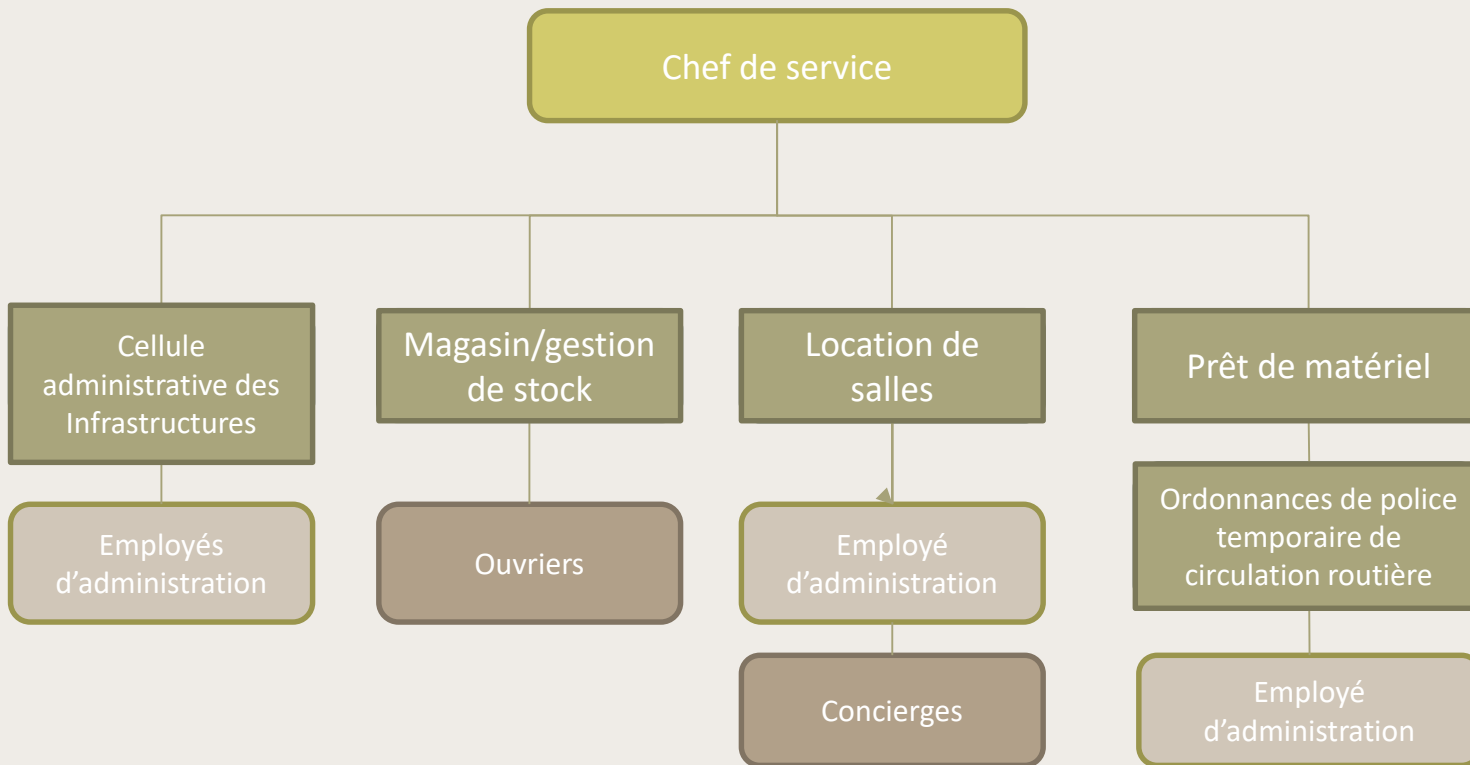 Chef de service
Cellule
administrative des
Infrastructures
Employés
d’administration
Magasin/gestion
de stock
Ouvriers
Location de
salles
Employé
d’administration
Concierges
Prêt de matériel
Ordonnances de police
temporaire de
circulation routière
Employé
d’administration